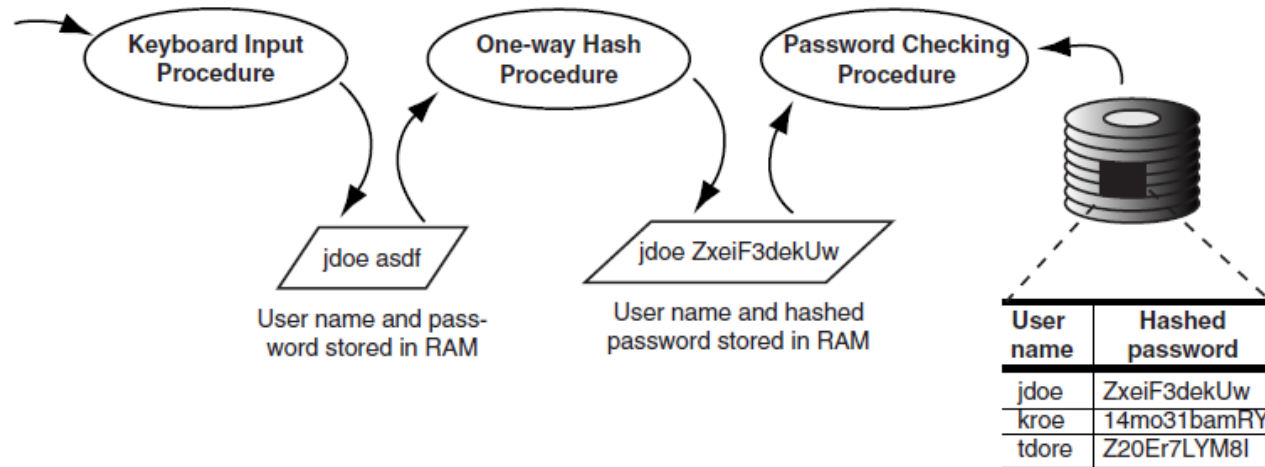 Keyboard Input
Procedure
One-way Hash
Procedure
Password Checking
Procedure
jdoe asdf
User name and pass-
word stored in RAM
jdoe ZxeiF3dekUw
User name and hashed
password stored in RAM
User name | Hashed password
jdoe | ZxeiF3dekUw
kroe | 14mo31bamRY
tdore | Z20Er7LYM8I